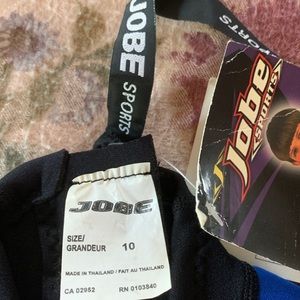 JOBE SPORTS
Jobe
SPORTS
JOBE
SIZE/
GRANDEUR 10
MADE IN THAILAND / FAIT AU THAILAND
CA 02952 RN 0103840